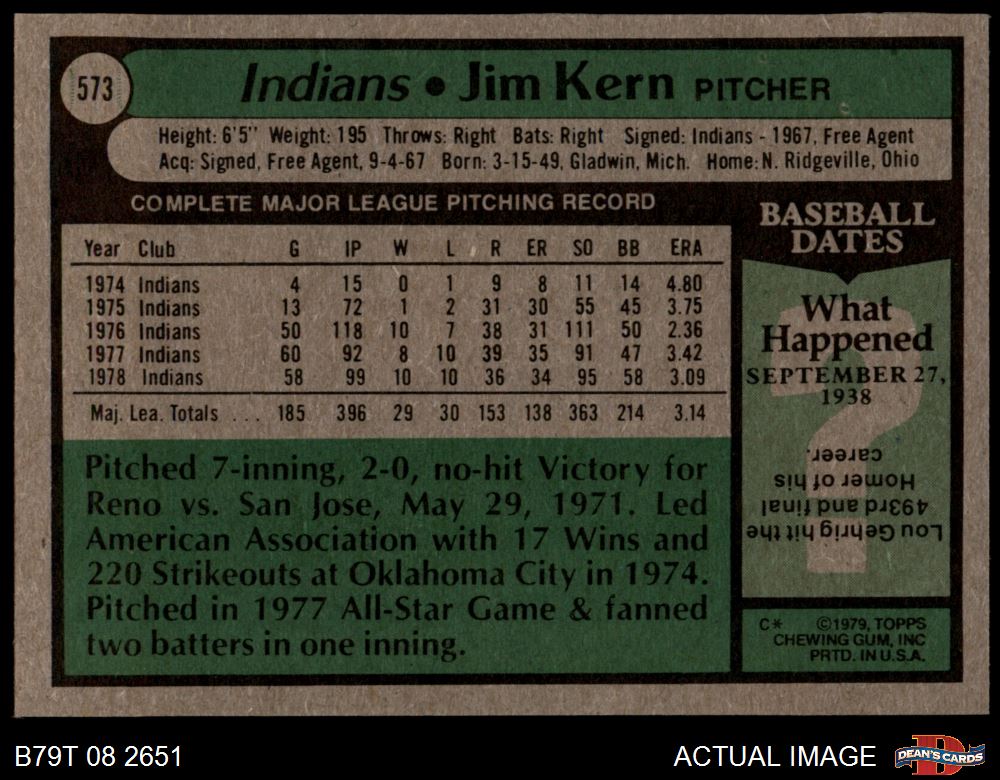 573
Indians • Jim Kern PITCHER
Height: 6'5" Weight: 195 Throws: Right Bats: Right Signed: Indians - 1967, Free Agent
Acq: Signed, Free Agent, 9-4-67 Born: 3-15-49, Gladwin, Mich. Home: N. Ridgeville, Ohio
COMPLETE MAJOR LEAGUE PITCHING RECORD
Year Club G IP W L R ER SO BB ERA
1974 Indians 4 15 0 1 9 8 11 14 4.80
1975 Indians 13 72 1 2 31 30 55 45 3.75
1976 Indians 50 118 10 7 38 31 111 50 2.36
1977 Indians 60 92 8 10 39 35 91 47 3.42
1978 Indians 58 99 10 10 36 34 95 58 3.09
Maj. Lea. Totals . . . 185 396 29 30 153 138 363 214 3.14
Pitched 7-inning, 2-0, no-hit Victory for
Reno vs. San Jose, May 29, 1971. Led
American Association with 17 Wins and
220 Strikeouts at Oklahoma City in 1974.
Pitched in 1977 All-Star Game & fanned
two batters in one inning.
BASEBALL
DATES
What
Happened
SEPTEMBER 27,
1938
?
Lou Gehrig hit the
493rd and final
Homer of his
career.
C* ©1979, TOPPS
CHEWING GUM, INC
PRTD. IN U.S.A.
B79T 08 2651
ACTUAL IMAGE
D
DEAN'S CARDS